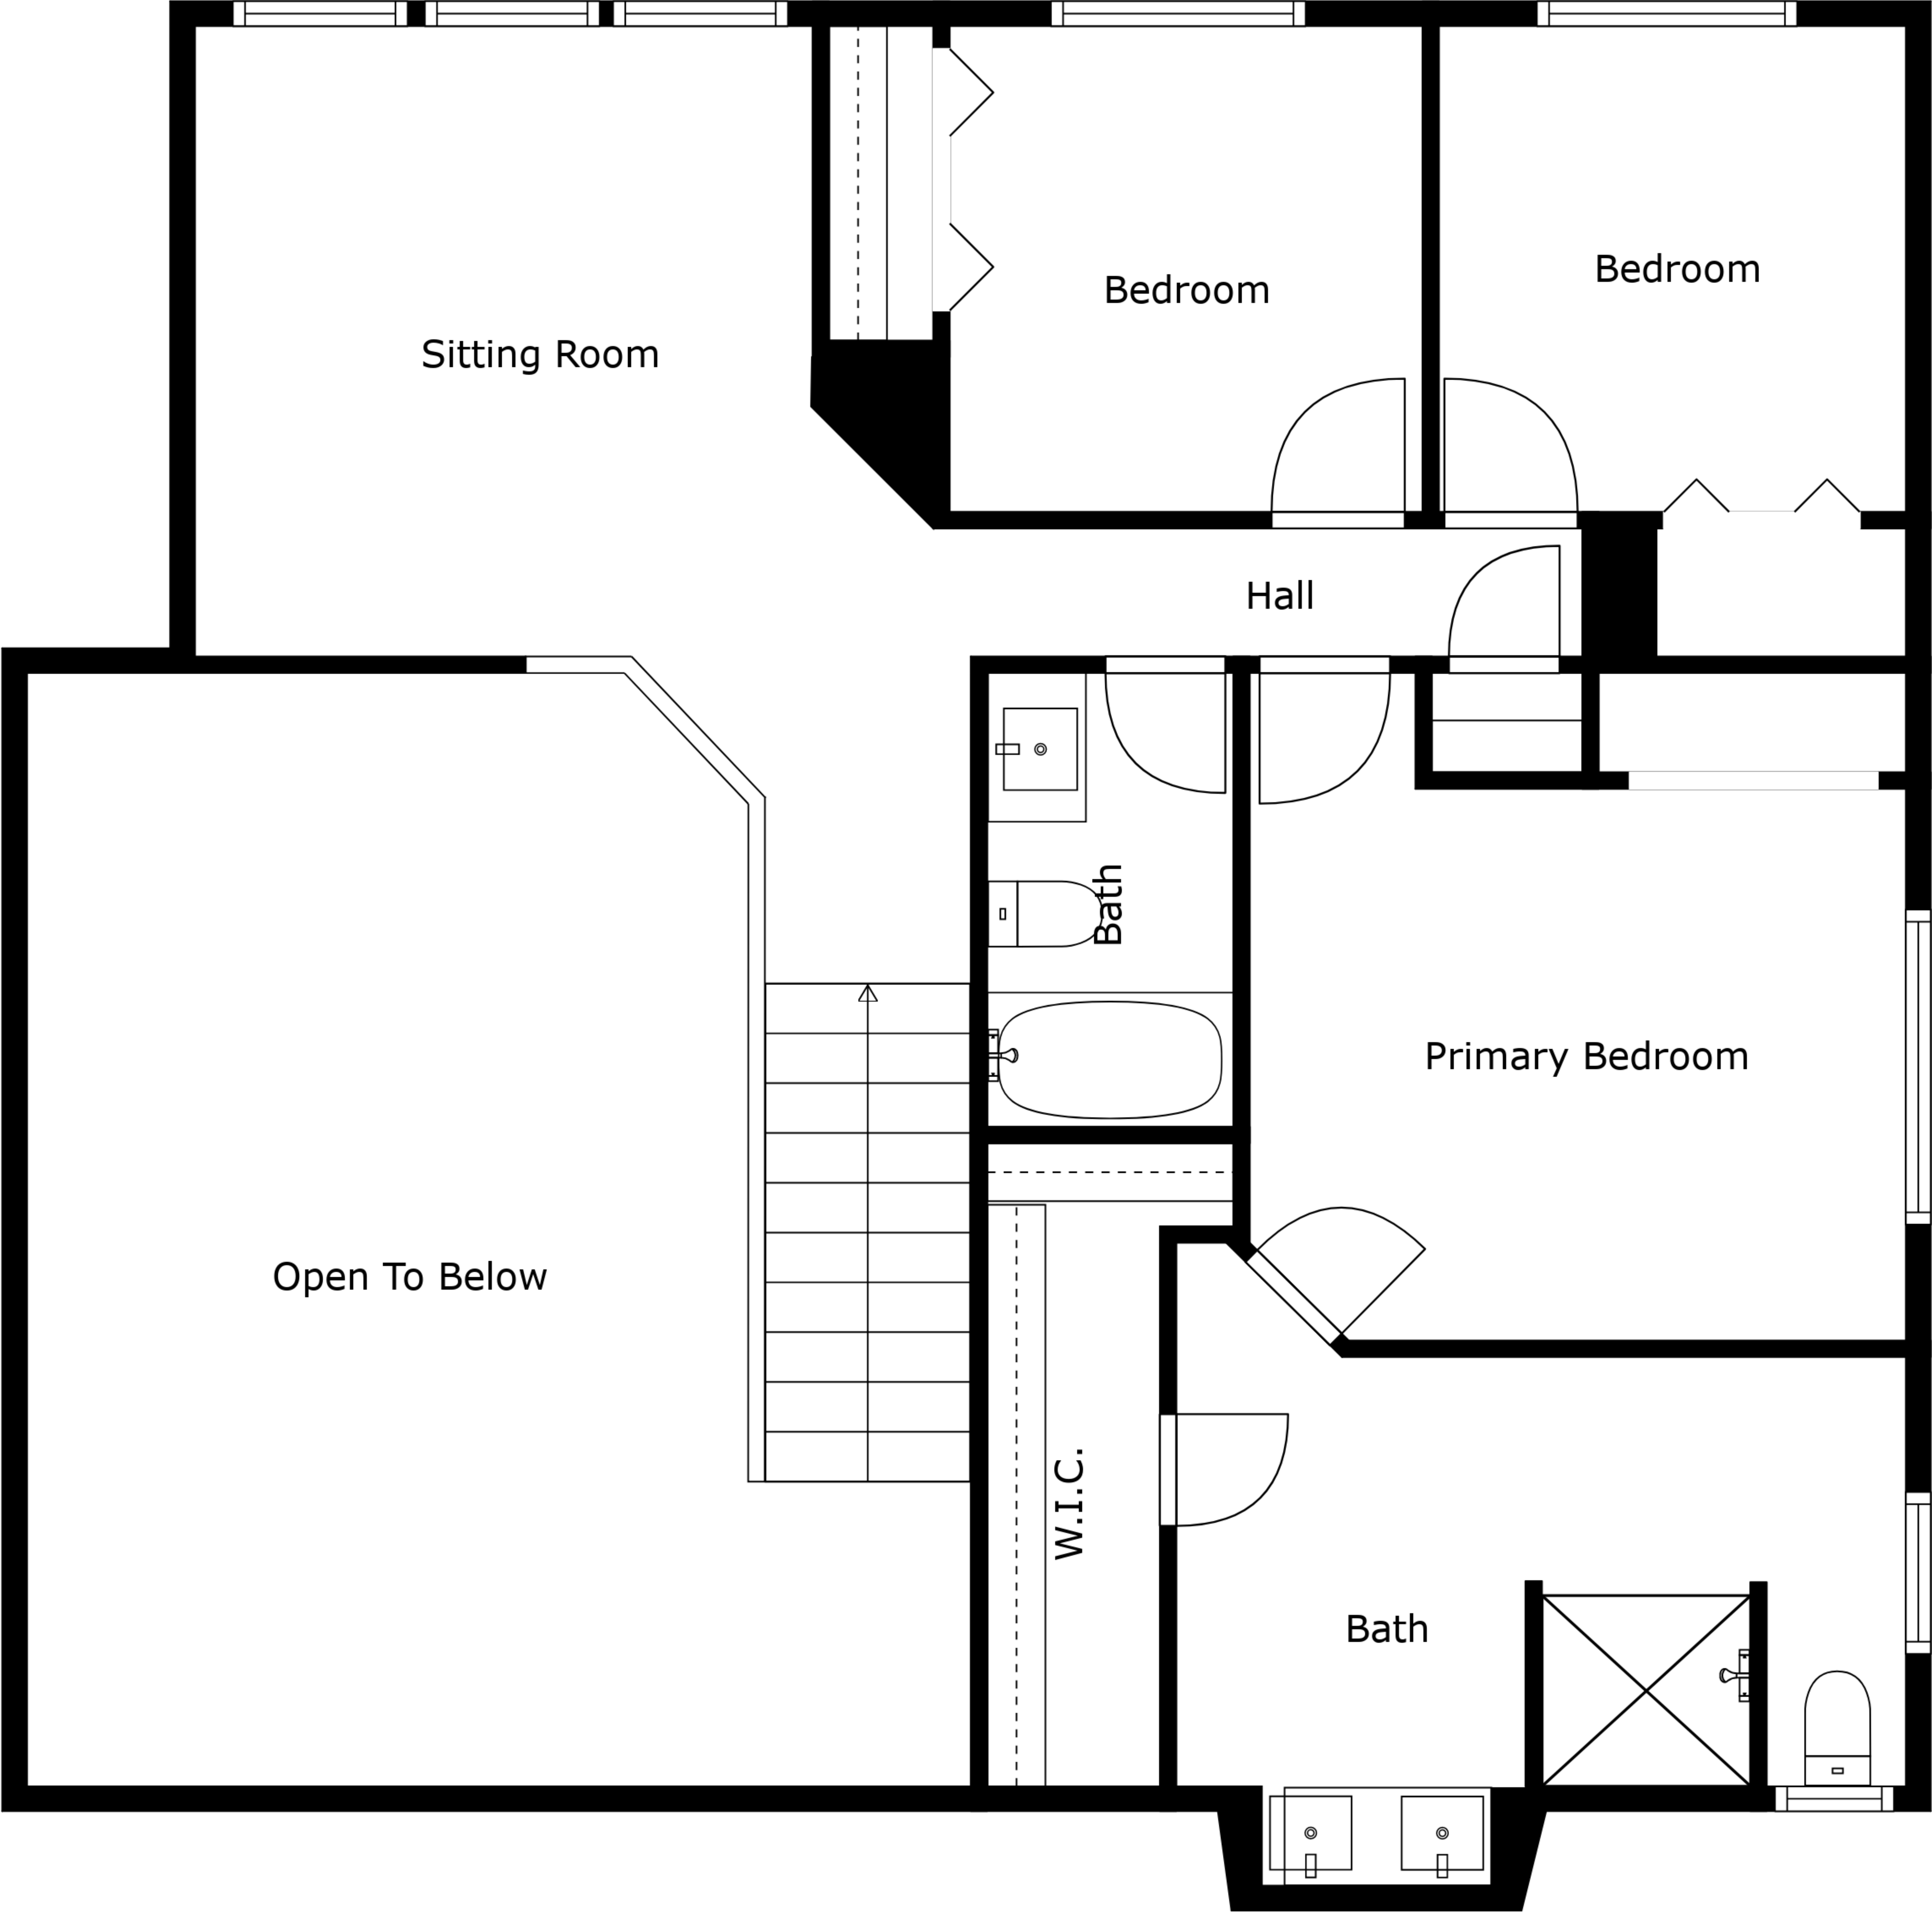 Bedroom
Bedroom
Sitting Room
Hall
Bath
Primary Bedroom
Open To Below
W.I.C.
Bath